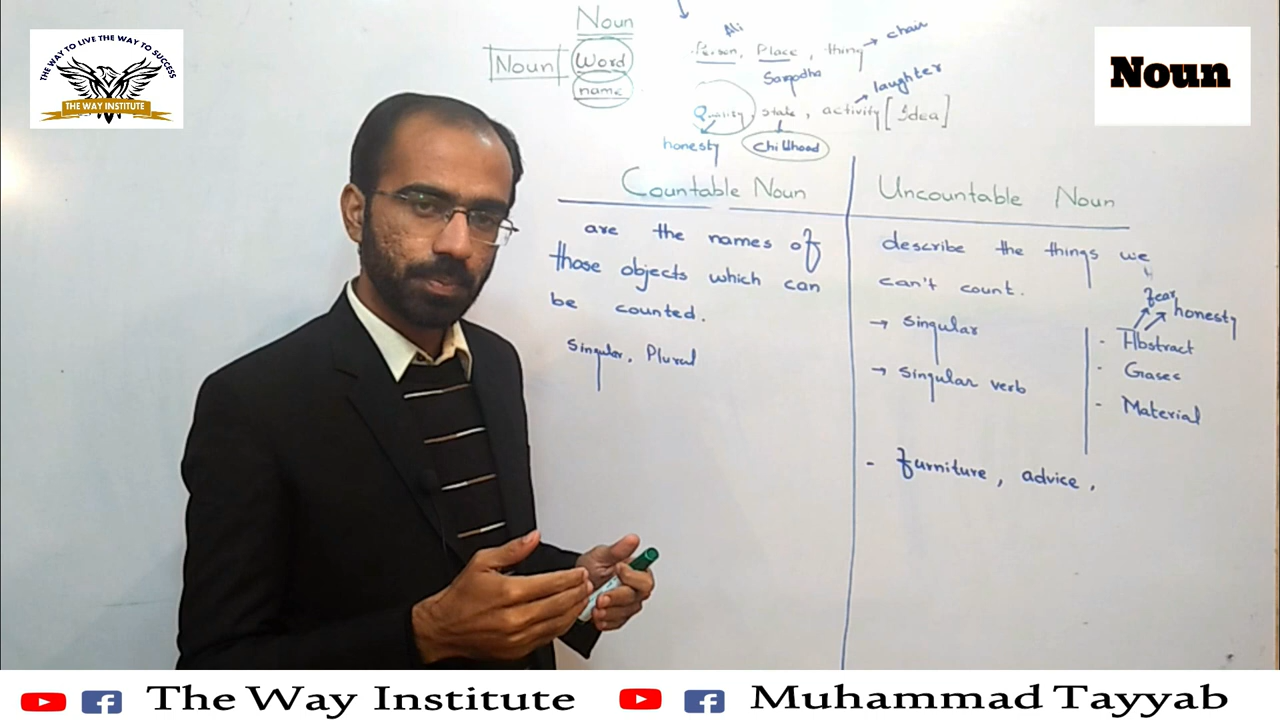 THE WAY TO LIVE THE WAY TO SUCCESS
THE WAY INSTITUTE
Noun
Noun
Word
name
Ali
Person, Place, thing → chair
Sargodha
laughter
Quality, state, activity [Idea]
honesty
Childhood
Noun
Countable Noun
are the names of
those objects which can
be counted.
Singular, Plural
Uncountable Noun
describe the things we
can't count.
→ Singular
→ Singular verb
fear
honesty
- Abstract
- Gases
- Material
- furniture, advice,
The Way Institute
Muhammad Tayyab